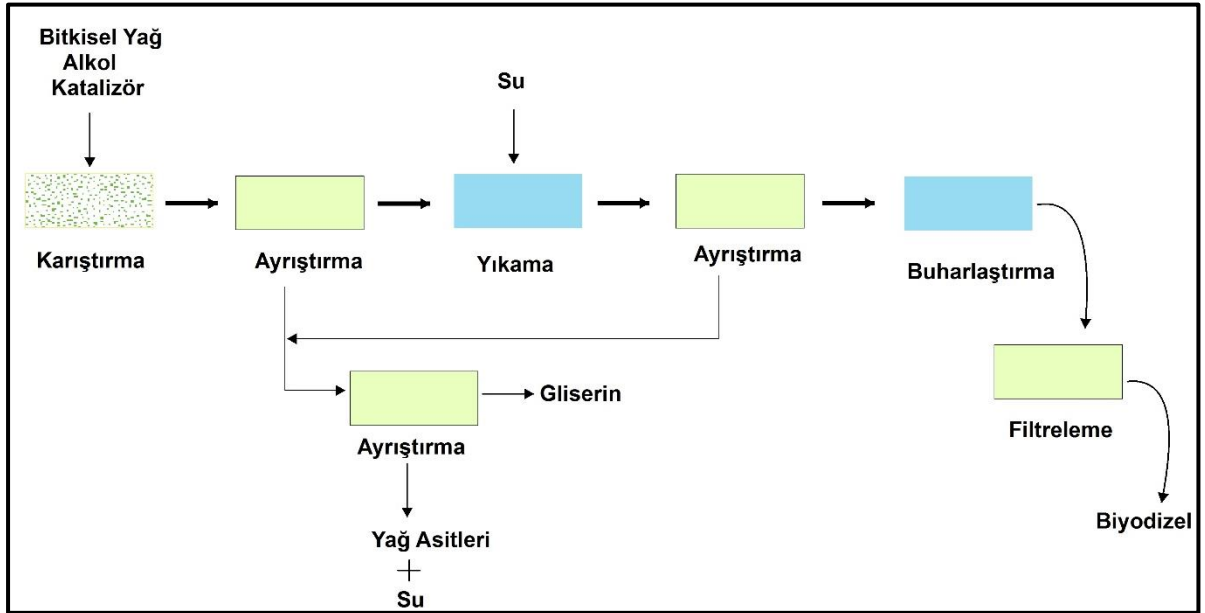 Bitkisel Yağ
Alkol
Katalizör
Su
Karıştırma
Ayrıştırma
Yıkama
Ayrıştırma
Buharlaştırma
Ayrıştırma
Gliserin
Filtreleme
Yağ Asitleri
+
Su
Biyodizel